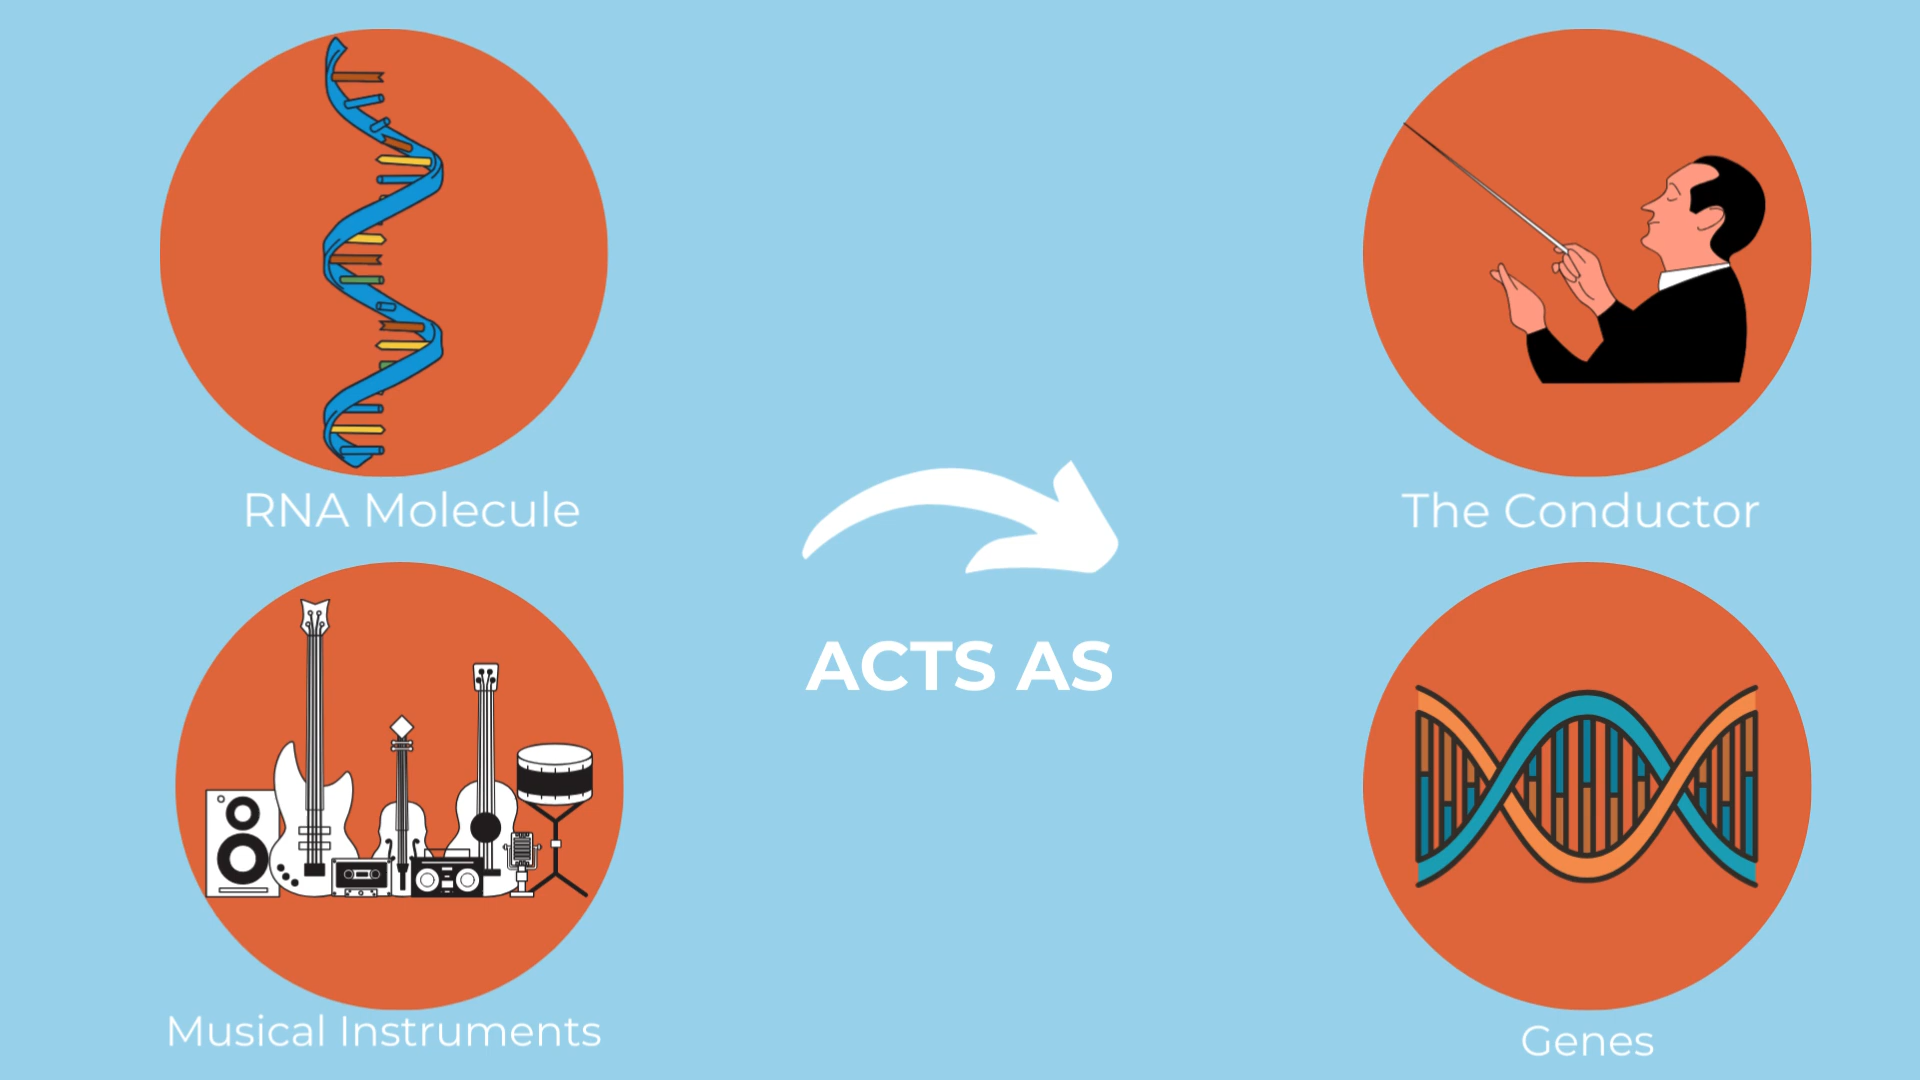 RNA Molecule
The Conductor
ACTS AS
Musical Instruments
Genes